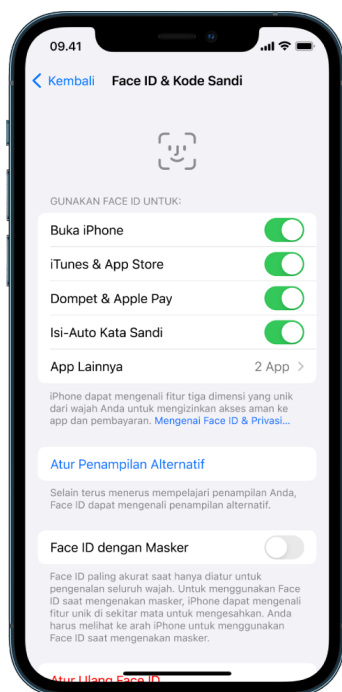 09.41
Kembali Face ID & Kode Sandi
GUNAKAN FACE ID UNTUK:
Buka iPhone
iTunes & App Store
Dompet & Apple Pay
Isi-Auto Kata Sandi
App Lainnya 2 App
iPhone dapat mengenali fitur tiga dimensi yang unik
dari wajah Anda untuk mengizinkan akses aman ke
app dan pembayaran. Mengenai Face ID & Privasi...
Atur Penampilan Alternatif
Selain terus menerus mempelajari penampilan Anda,
Face ID dapat mengenali penampilan alternatif.
Face ID dengan Masker
Face ID paling akurat saat hanya diatur untuk
pengenalan seluruh wajah. Untuk menggunakan Face
ID saat mengenakan masker, iPhone dapat mengenali
fitur unik di sekitar mata untuk mengesahkan. Anda
harus melihat ke arah iPhone untuk menggunakan
Face ID saat mengenakan masker.
Atur Ulang Face ID